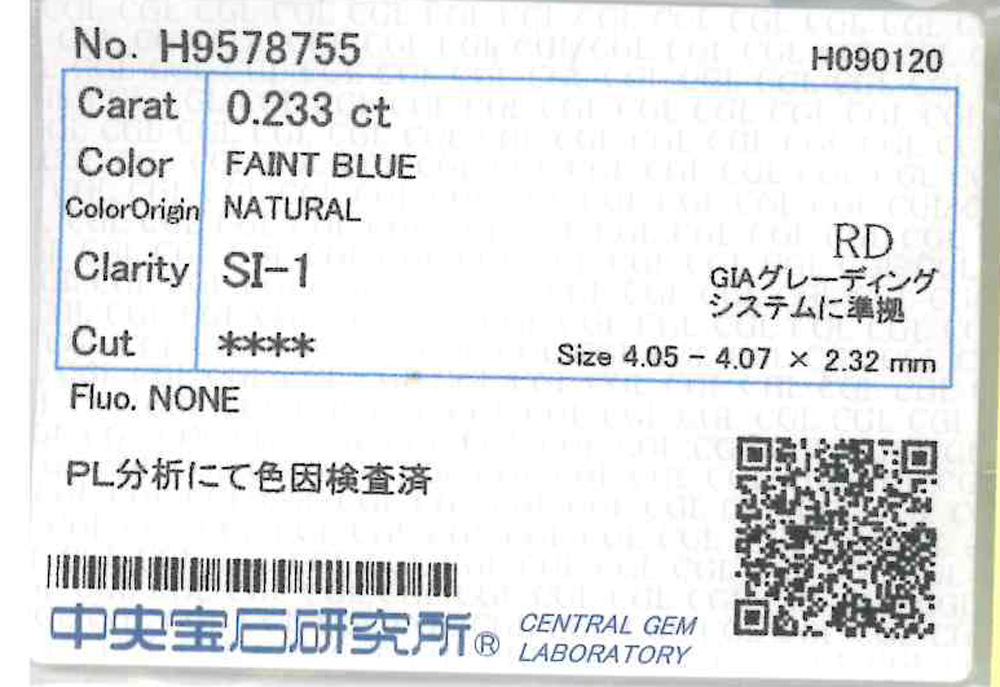 No. H9578755
H090120
Carat 0.233 ct
Color FAINT BLUE
ColorOrigin NATURAL
Clarity SI-1
RD
GIAグレーディング
システムに準拠
Cut ****
Size 4.05 - 4.07 × 2.32 mm
Fluo. NONE
PL分析にて色因検査済
中央宝石研究所®
CENTRAL GEM
LABORATORY